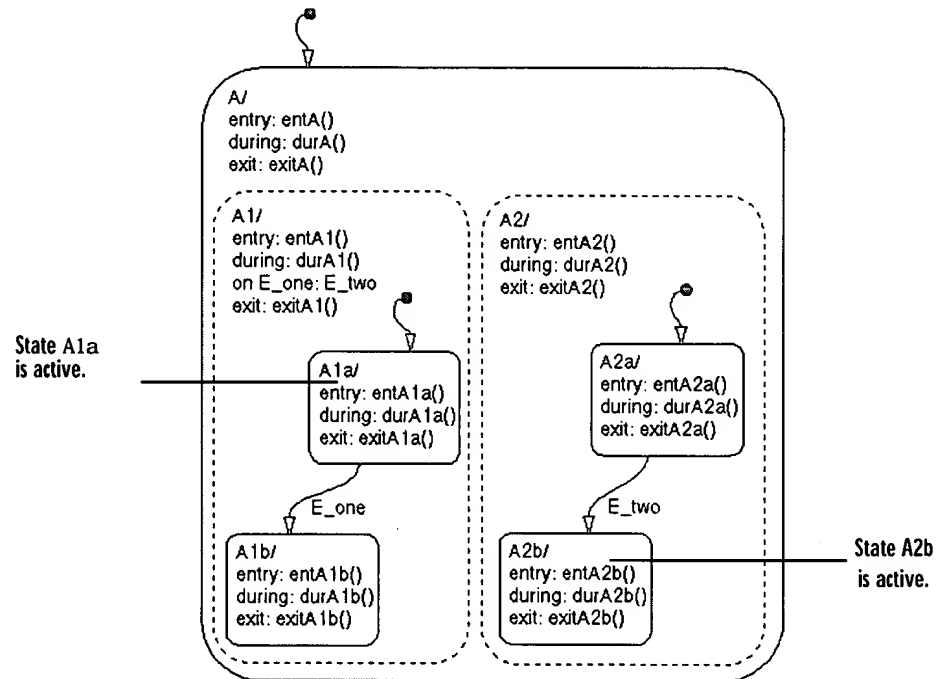 A/
entry: entA()
during: durA()
exit: exitA()
A1/
entry: entA1()
during: durA1()
on E_one: E_two
exit: exitA1()
A2/
entry: entA2()
during: durA2()
exit: exitA2()
State A1a
is active.
A1a/
entry: entA1a()
during: durA1a()
exit: exitA1a()
A2a/
entry: entA2a()
during: durA2a()
exit: exitA2a()
E_one
E_two
A1b/
entry: entA1b()
during: durA1b()
exit: exitA1b()
A2b/
entry: entA2b()
during: durA2b()
exit: exitA2b()
State A2b
is active.